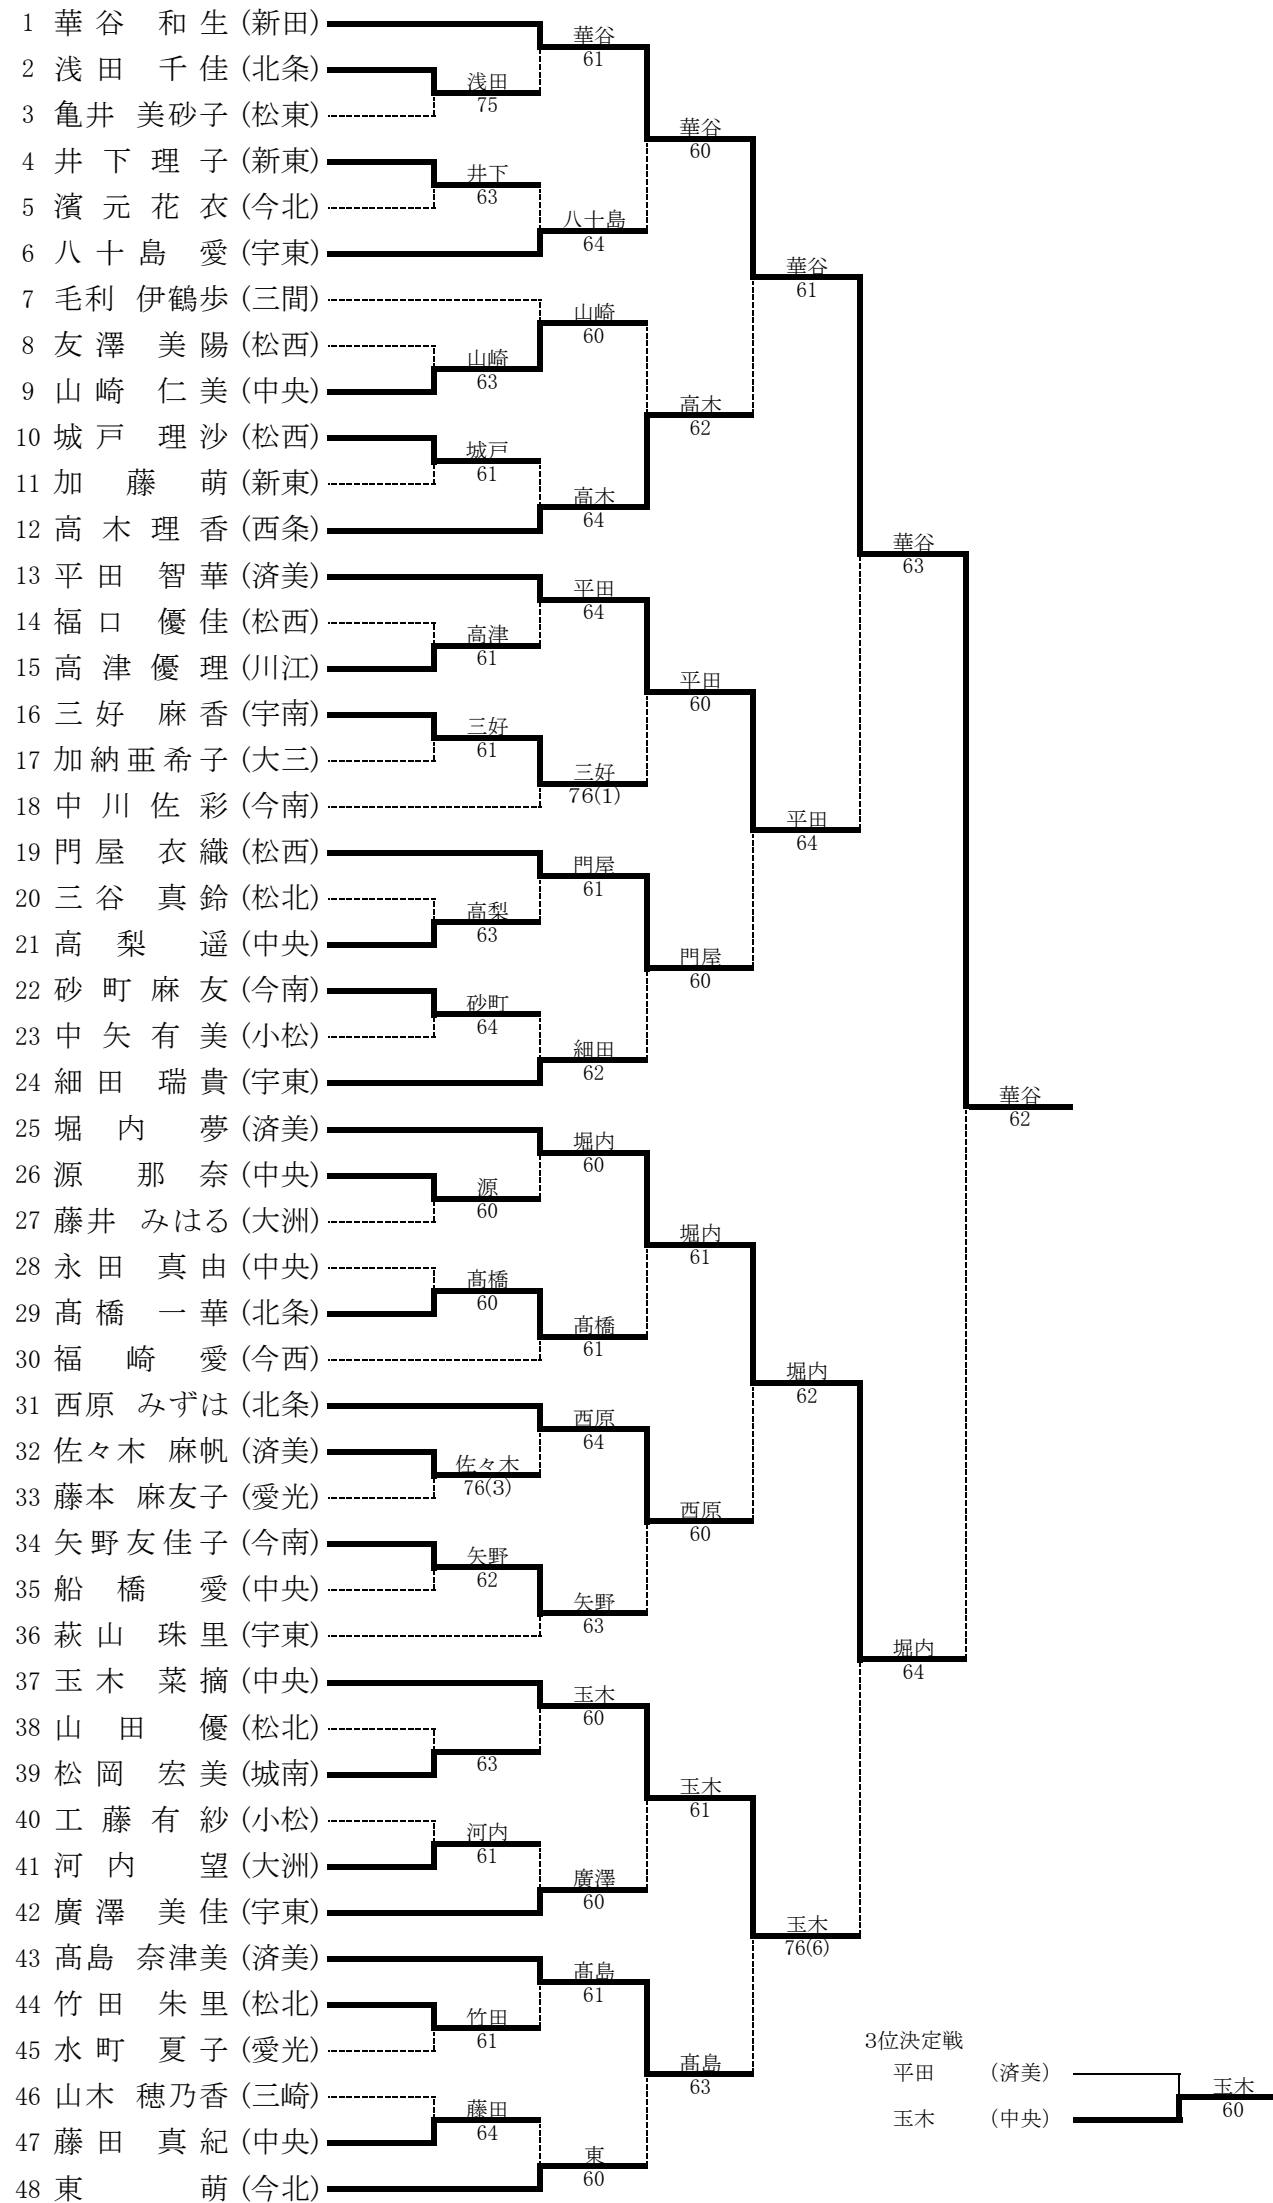 1 華谷 和生 (新田)
2 浅田 千佳 (北条)
3 亀井 美砂子 (松東)
4 井下理子 (新東)
5 濱元花衣 (今北)
6 八十島 愛 (宇東)
7 毛利 伊鶴歩 (三間)
8 友澤 美陽 (松西)
9 山崎 仁美 (中央)
10 城戸 理沙 (松西)
11 加藤 萌 (新東)
12 高木理香 (西条)
13 平田 智華 (済美)
14 福口 優佳 (松西)
15 高津優理 (川江)
16 三好 麻香 (宇南)
17 加納亜希子 (大三)
18 中川佐彩 (今南)
19 門屋 衣織 (松西)
20 三谷 真鈴 (松北)
21 高梨 遥 (中央)
22 砂町麻友 (今南)
23 中矢有美 (小松)
24 細田 瑞貴 (宇東)
25 堀内 夢 (済美)
26 源 那奈 (中央)
27 藤井 みはる (大洲)
28 永田 真由 (中央)
29 髙橋 一華 (北条)
30 福崎 愛 (今西)
31 西原 みずは (北条)
32 佐々木 麻帆 (済美)
33 藤本 麻友子 (愛光)
34 矢野友佳子 (今南)
35 船橋 愛 (中央)
36 萩山 珠里 (宇東)
37 玉木 菜摘 (中央)
38 山田 優 (松北)
39 松岡 宏美 (城南)
40 工藤有紗 (小松)
41 河内 望 (大洲)
42 廣澤 美佳 (宇東)
43 髙島 奈津美 (済美)
44 竹田 朱里 (松北)
45 水町 夏子 (愛光)
46 山木 穂乃香 (三崎)
47 藤田 真紀 (中央)
48 東 萌 (今北)
浅田
75
井下
63
山崎
63
城戸
61
高津
61
三好
61
高梨
63
砂町
64
源
60
髙橋
60
佐々木
76(3)
矢野
62
63
河内
61
竹田
61
藤田
64
華谷
61
八十島
64
山崎
60
高木
64
平田
64
三好
76(1)
門屋
61
細田
62
堀内
60
髙橋
61
西原
64
矢野
63
玉木
60
廣澤
60
髙島
61
東
60
華谷
60
高木
62
平田
60
門屋
60
堀内
61
西原
60
玉木
61
髙島
63
華谷
61
平田
64
堀内
62
玉木
76(6)
華谷
63
堀内
64
華谷
62
3位決定戦
平田 (済美)
玉木 (中央)
玉木
60